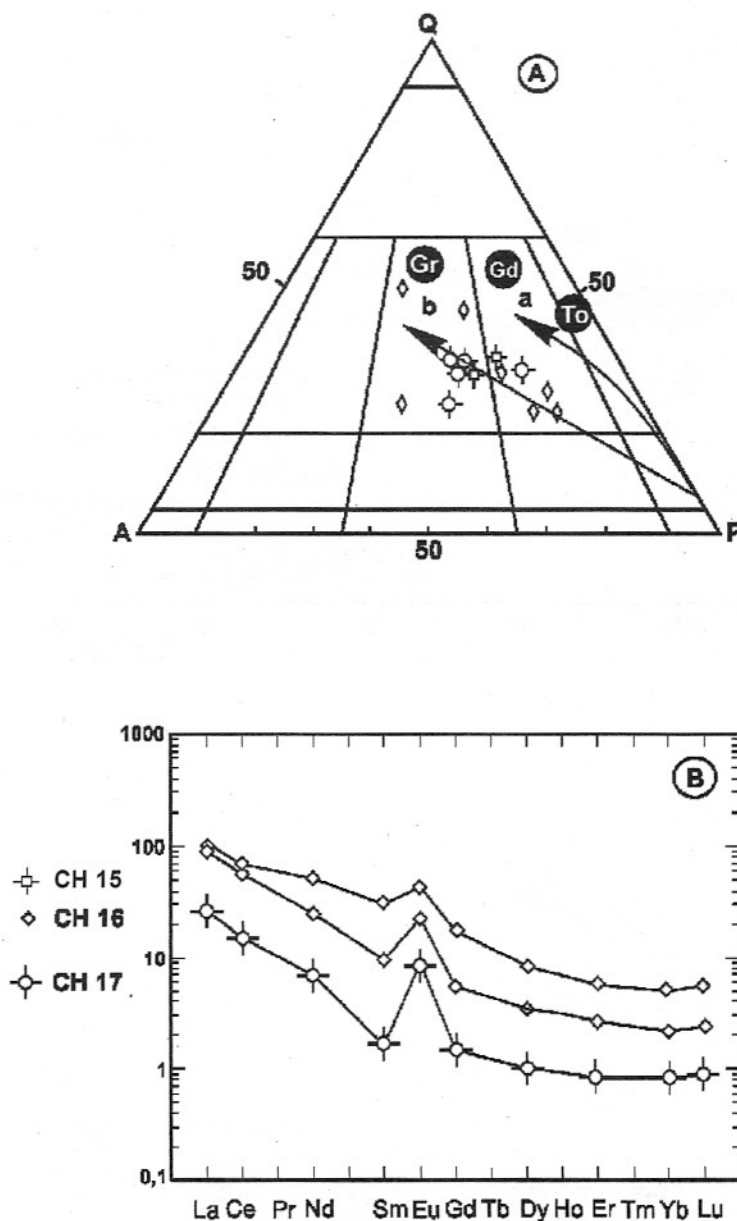 Q
A
50
50
Gr
Gd
a
b
To
A
P
50
1000
B
100
CH 15
CH 16
10
CH 17
1
0,1
La Ce Pr Nd Sm Eu Gd Tb Dy Ho Er Tm Yb Lu